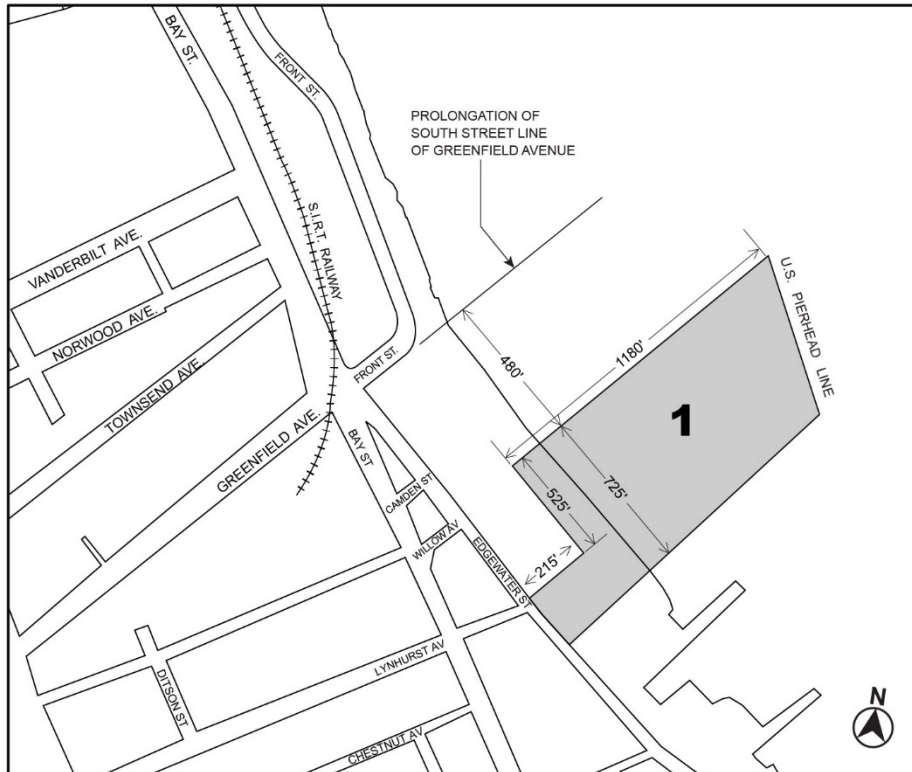 BAY ST.
FRONT ST.
PROLONGATION OF
SOUTH STREET LINE
OF GREENFIELD AVENUE
S.I.R.T. RAILWAY
VANDERBILT AVE.
NORWOOD AVE.
TOWNSEND AVE.
GREENFIELD AVE.
FRONT ST.
U.S. PIERHEAD LINE
1180'
480'
1
BAY ST
CAMDEN ST
525'
725'
WILLOW AV
EDGEWATER ST
215'
LYNHURST AV
DITSON ST
CHESTNUT AV
N